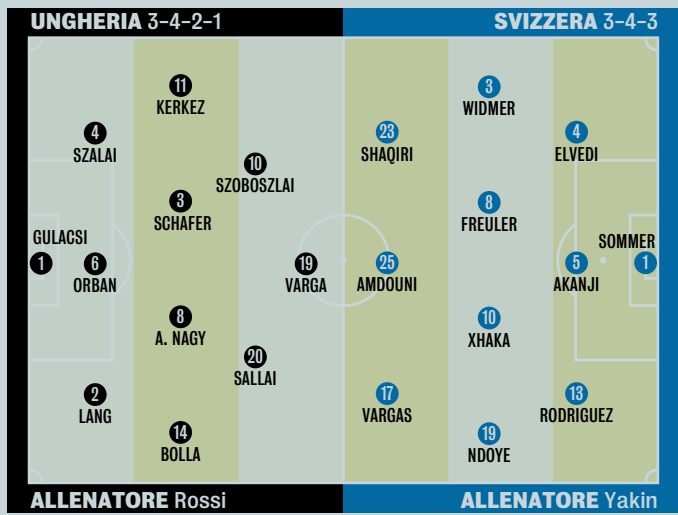 UNGHERIA 3-4-2-1
SVIZZERA 3-4-3
11
KERKEZ
4
SZALAI
10
SZOBOSZLAI
3
SCHAFER
GULACSI
1
6
ORBAN
19
VARGA
8
A. NAGY
20
SALLAI
2
LANG
14
BOLLA
3
WIDMER
23
SHAQIRI
4
ELVEDI
8
FREULER
SOMMER
1
25
AMDOUNI
5
AKANJI
10
XHAKA
17
VARGAS
13
RODRIGUEZ
19
NDOYE
ALLENATORE Rossi
ALLENATORE Yakin